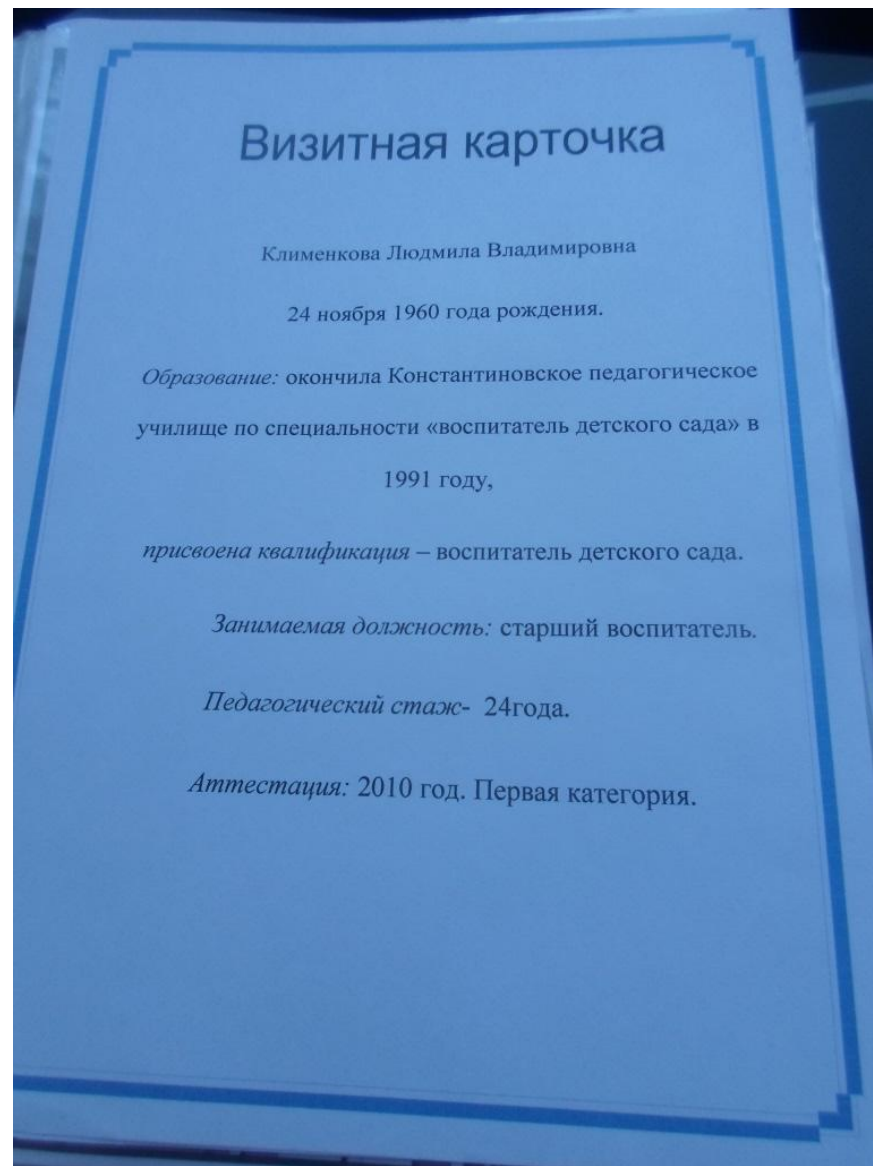 Визитная карточка
Клименкова Людмила Владимировна
24 ноября 1960 года рождения.
Образование: окончила Константиновское педагогическое
училище по специальности «воспитатель детского сада» в
1991 году,
присвоена квалификация – воспитатель детского сада.
Занимаемая должность: старший воспитатель.
Педагогический стаж- 24года.
Аттестация: 2010 год. Первая категория.